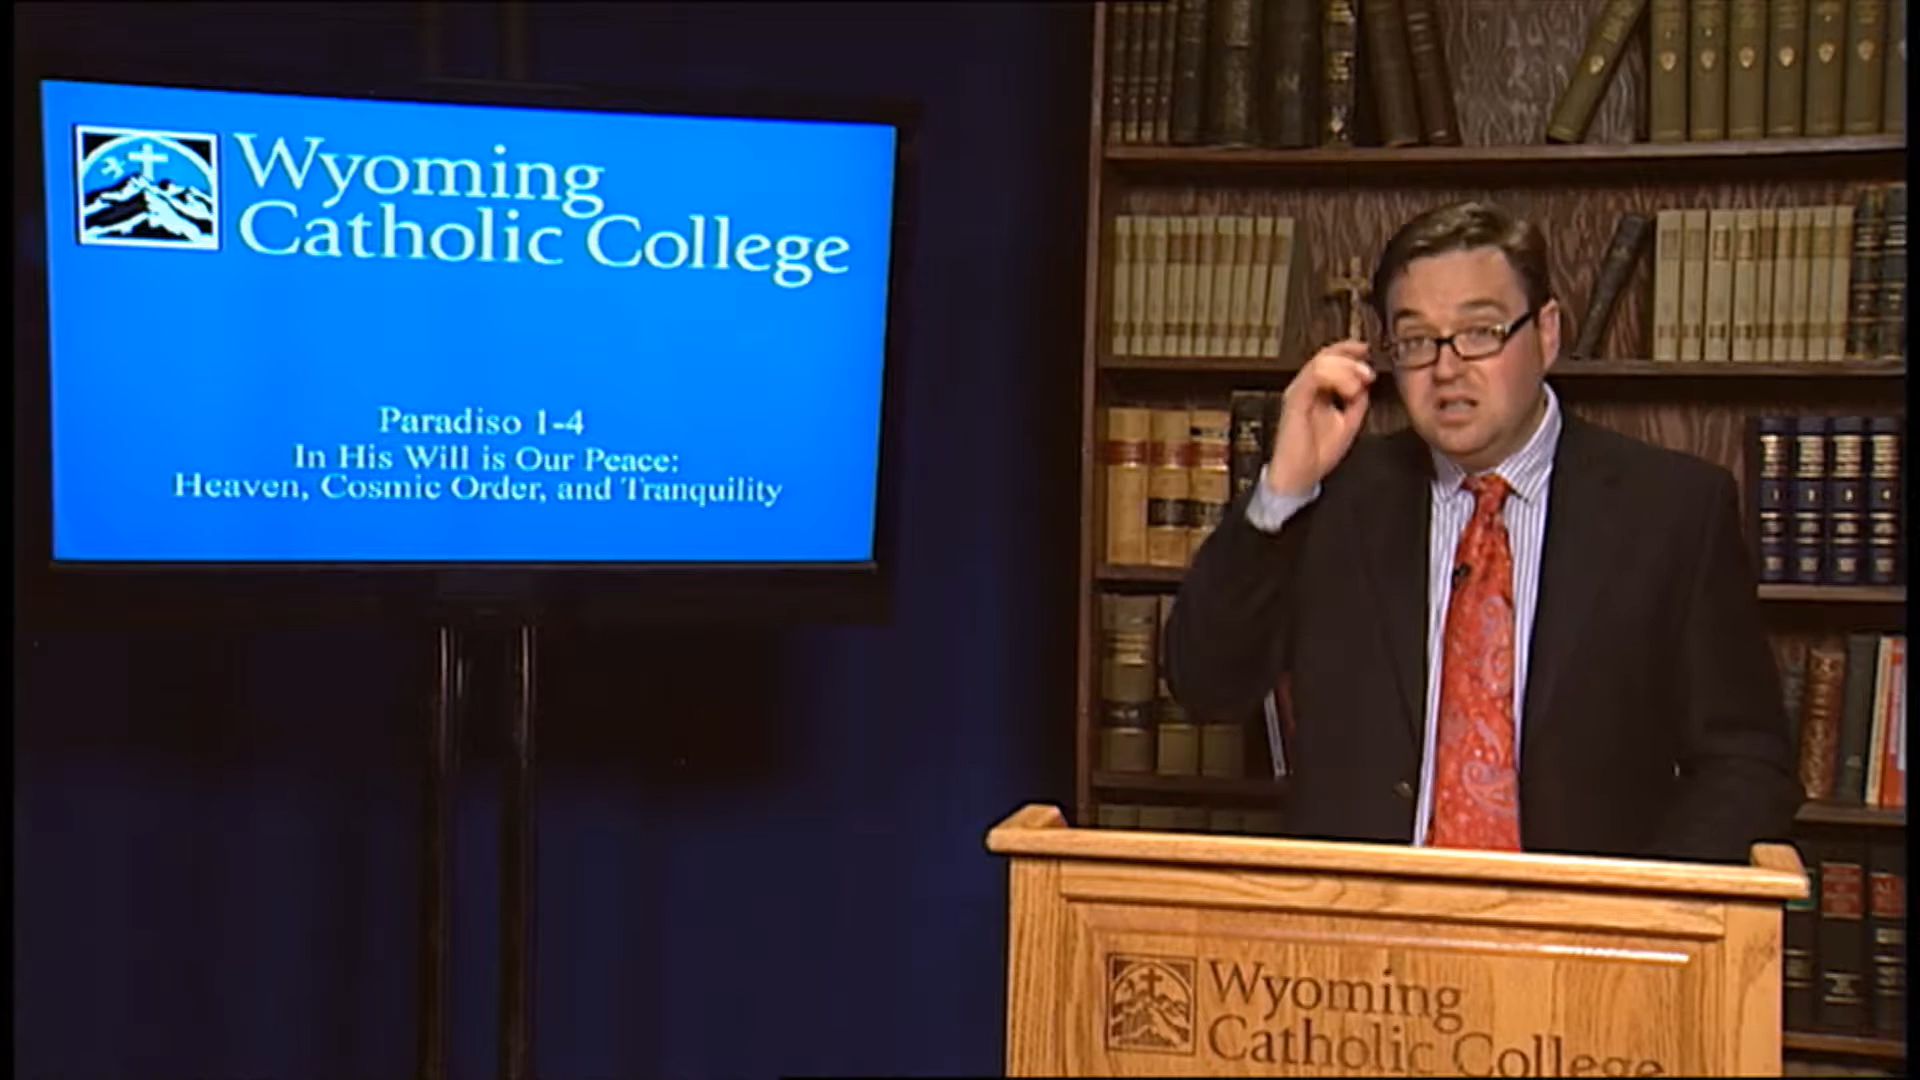 Wyoming
Catholic College
Paradiso 1-4
In His Will is Our Peace:
Heaven, Cosmic Order, and Tranquility
Wyoming
Catholic College